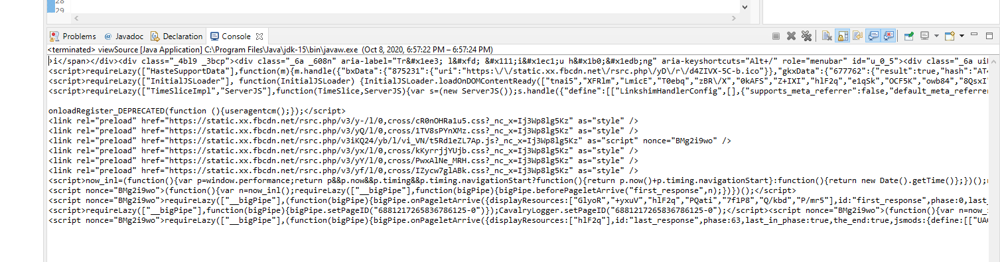 28
29
Problems @ Javadoc Declaration Console
<terminated> viewSource [Java Application] C:\Program Files\Java\jdk-15\bin\javaw.exe (Oct 8, 2020, 6:57:22 PM – 6:57:24 PM)
>i</span></div><div class="_4bl9 _3bcp"><div class="_6a _608n" aria-label="Tr&#x1ee3; l&#xfd; &#x111;i&#x1ec1;u h&#x1b0;&#x1edb;ng" aria-keyshortcuts="Alt+/" role="menubar" id="u_0_5"><div class="_6a uil
<script>requireLazy(["HasteSupportData"],function(m){m.handle({"bxData":{"875231":{"uri":"https:\/\/static.xx.fbcdn.net\/rsrc.php\/yD\/r\/d4ZIVX-5C-b.ico"}},"gkxData":{"677762":{"result":true,"hash":"AT4
<script>requireLazy(["InitialJSLoader"], function(InitialJSLoader) {InitialJSLoader.loadOnDOMContentReady(["tnai5","XFRlm","LmicE","T0ebq","zBR\/X","0kAFS","Z+IXI","hlF2q","e1qSk","OCF5K","owb84","8QsxI"
<script>requireLazy(["TimeSliceImpl","ServerJS"],function(TimeSlice,ServerJS){var s=(new ServerJS());s.handle({"define":[["LinkshimHandlerConfig",[],{"supports_meta_referrer":false,"default_meta_referrer
onloadRegister_DEPRECATED(function (){useragentcm();});</script>
<link rel="preload" href="https://static.xx.fbcdn.net/rsrc.php/v3/y-/l/0,cross/cR0nOHRa1u5.css?_nc_x=Ij3Wp8lg5Kz" as="style" />
<link rel="preload" href="https://static.xx.fbcdn.net/rsrc.php/v3/yQ/l/0,cross/1TV8sPYnXMz.css?_nc_x=Ij3Wp8lg5Kz" as="style" />
<link rel="preload" href="https://static.xx.fbcdn.net/rsrc.php/v3iKQ24/yb/l/vi_VN/t5Rd1eZL7Ap.js?_nc_x=Ij3Wp8lg5Kz" as="script" nonce="BMg2i9wo" />
<link rel="preload" href="https://static.xx.fbcdn.net/rsrc.php/v3/yx/l/0,cross/kKyrrjjYUjb.css?_nc_x=Ij3Wp8lg5Kz" as="style" />
<link rel="preload" href="https://static.xx.fbcdn.net/rsrc.php/v3/yY/l/0,cross/PwxAlNe_MRH.css?_nc_x=Ij3Wp8lg5Kz" as="style" />
<link rel="preload" href="https://static.xx.fbcdn.net/rsrc.php/v3/yf/l/0,cross/IZycw7glABk.css?_nc_x=Ij3Wp8lg5Kz" as="style" />
<script>now_inl=(function(){var p=window.performance;return p&&p.now&&p.timing&&p.timing.navigationStart?function(){return p.now()+p.timing.navigationStart}:function(){return new Date().getTime()};})();
<script nonce="BMg2i9wo">(function(){var n=now_inl();requireLazy(["__bigPipe"],function(bigPipe){bigPipe.beforePageletArrive("first_response",n);})})();</script>
<script nonce="BMg2i9wo">requireLazy(["__bigPipe"],(function(bigPipe){bigPipe.onPageletArrive({displayResources:["GlyoR","+yxuV","hlF2q","PQati","7f1P8","Q/kbd","P/mr5"],id:"first_response",phase:0,last_
<script>requireLazy(["__bigPipe"],function(bigPipe){bigPipe.setPageID("6881217265836786125-0")});CavalryLogger.setPageID("6881217265836786125-0");</script><script nonce="BMg2i9wo">(function(){var n=now_i
<script nonce="BMg2i9wo">requireLazy(["__bigPipe"],(function(bigPipe){bigPipe.onPageletArrive({displayResources:["hlF2q"],id:"last_response",phase:63,last_in_phase:true,the_end:true,jsmods:{define:[["UAC